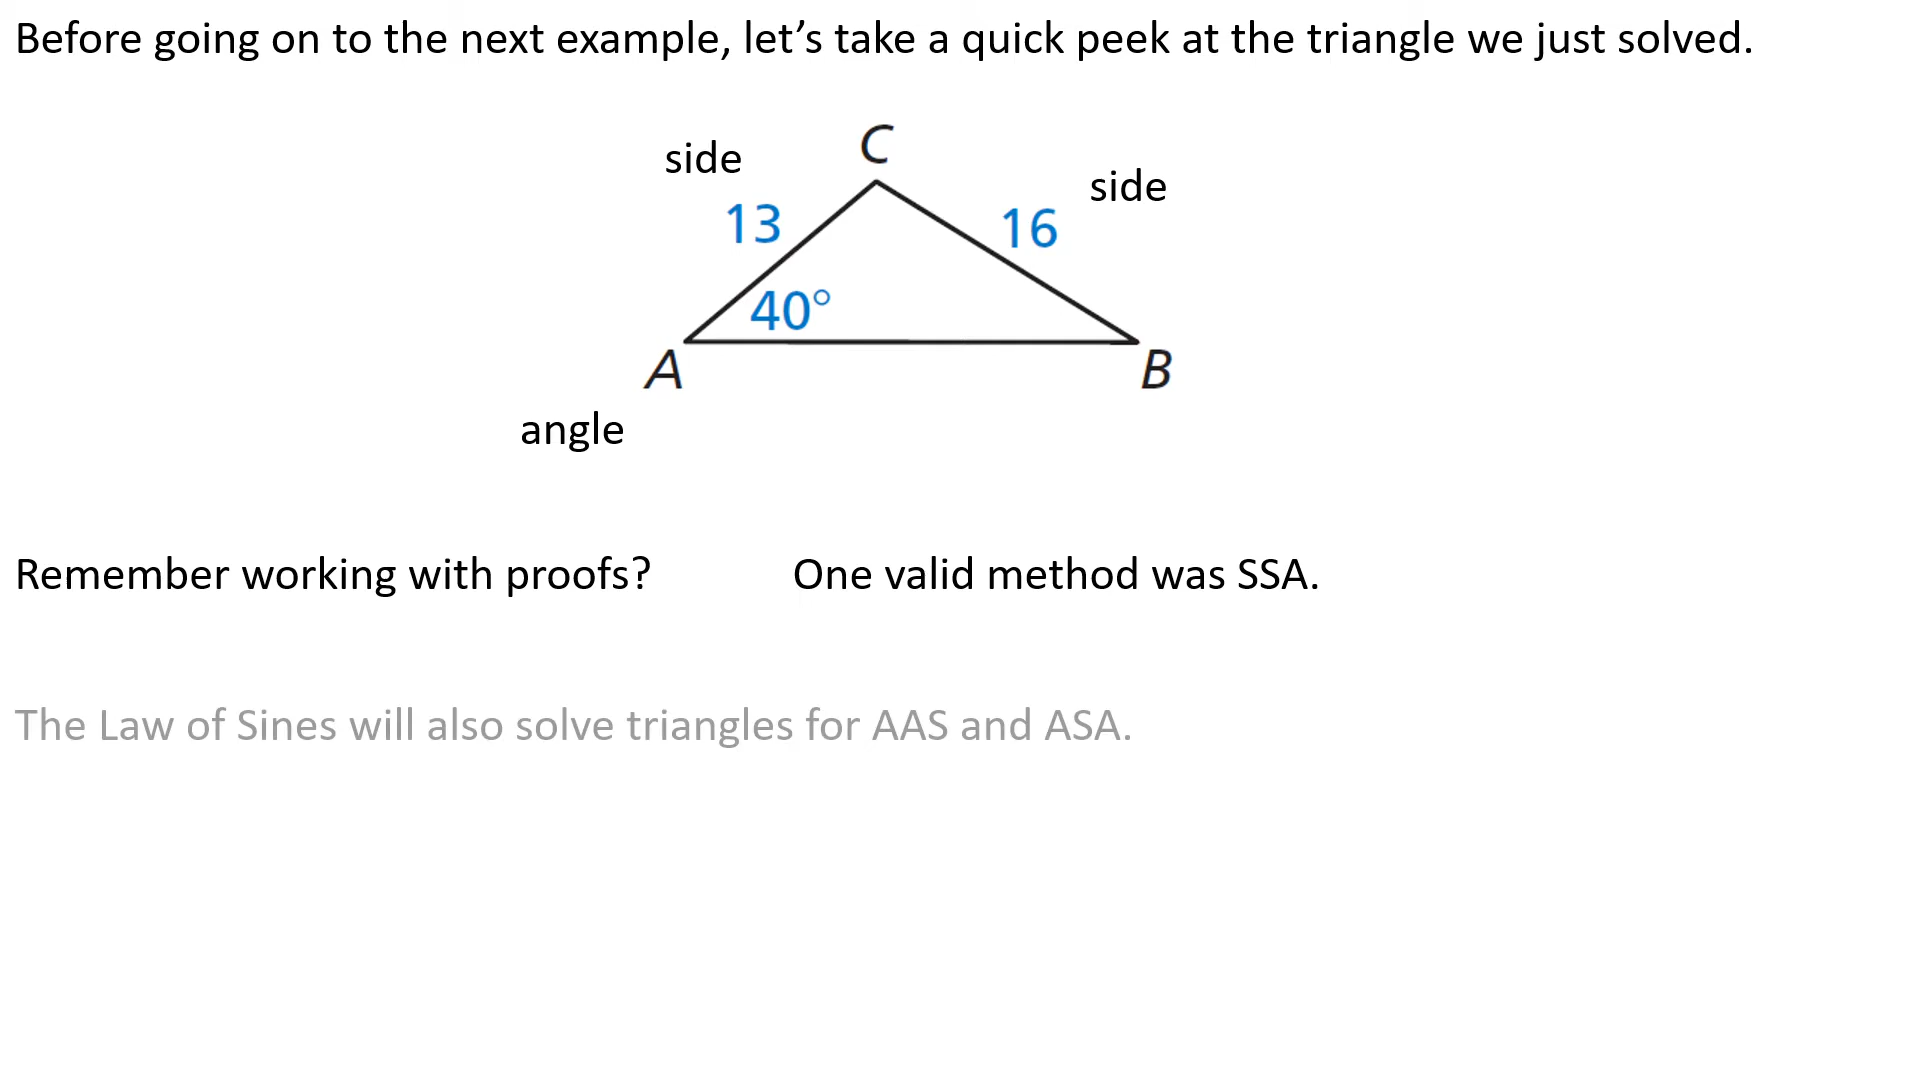 Before going on to the next example, let’s take a quick peek at the triangle we just solved.
C
side
side
13
16
40°
A
B
angle
Remember working with proofs? One valid method was SSA.
The Law of Sines will also solve triangles for AAS and ASA.